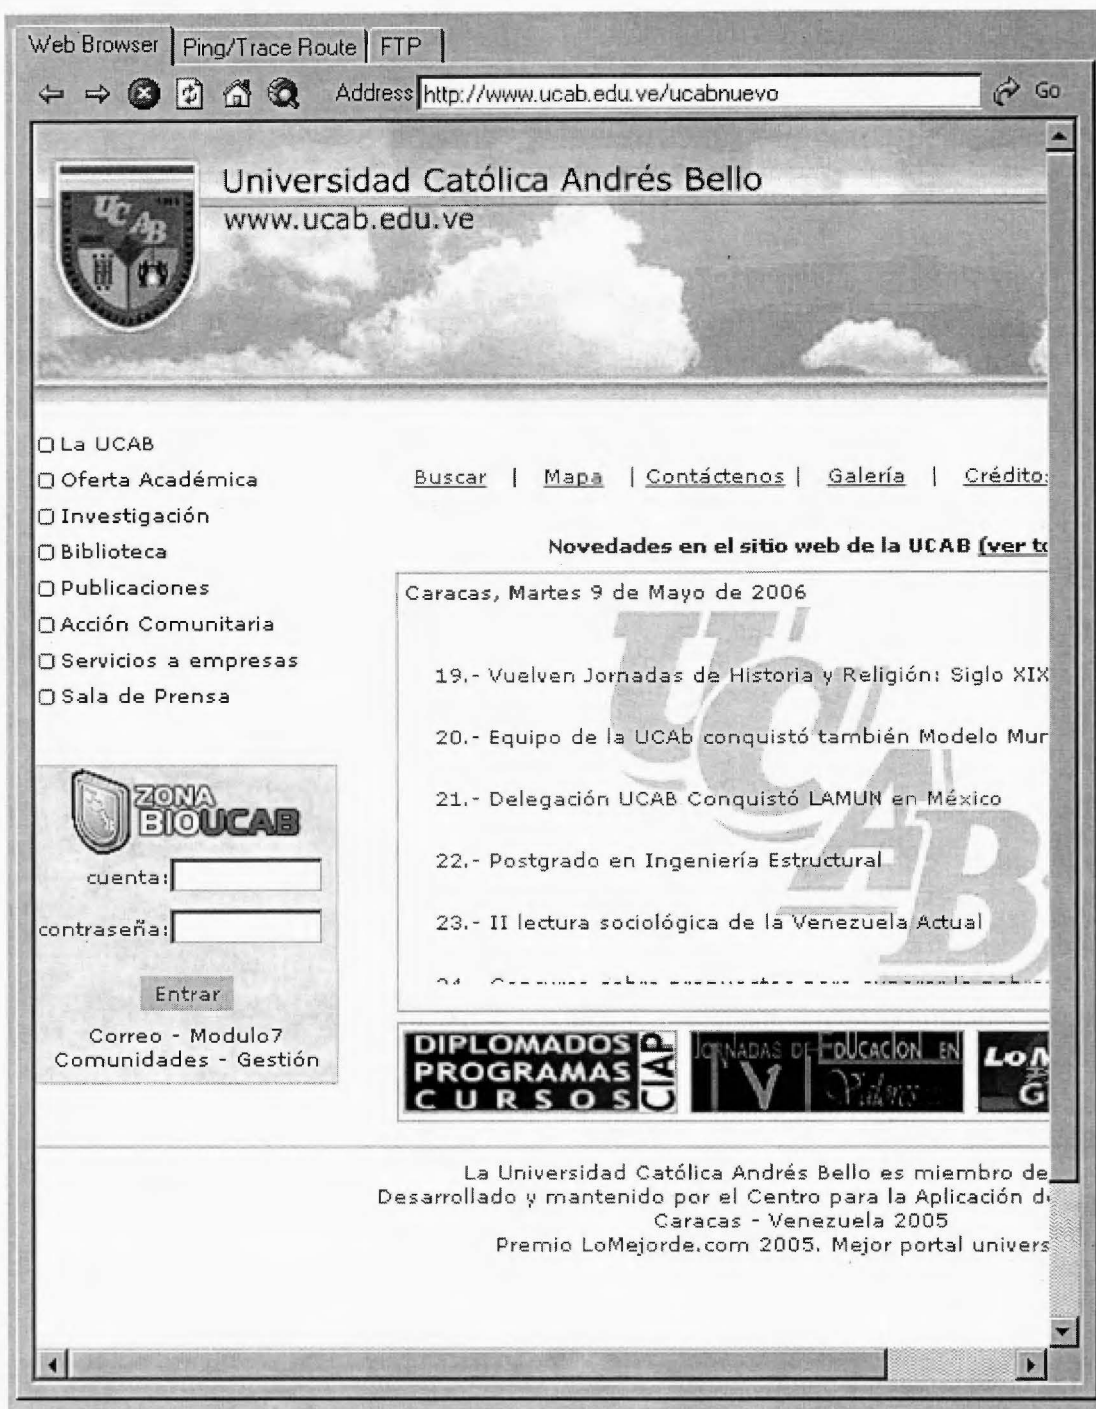 Web Browser Ping/Trace Route FTP
Address http://www.ucab.edu.ve/ucabnuevo Go
Universidad Católica Andrés Bello
www.ucab.edu.ve
UCAB
La UCAB
Oferta Académica
Investigación
Biblioteca
Publicaciones
Acción Comunitaria
Servicios a empresas
Sala de Prensa
Buscar | Mapa | Contáctenos | Galería | Crédito
Novedades en el sitio web de la UCAB (ver
Caracas, Martes 9 de Mayo de 2006
UCAB
19.- Vuelven Jornadas de Historia y Religión: Siglo XIX
20.- Equipo de la UCAb conquistó también Modelo Mun
21.- Delegación UCAB Conquistó LAMUN en México
22.- Postgrado en Ingeniería Estructural
23.- II lectura sociológica de la Venezuela Actual
ZONA
BIOUCAB
cuenta:
contraseña:
Entrar
Correo - Modulo7
Comunidades - Gestión
DIPLOMADOS
PROGRAMAS
CURSOS
CIAP
JORNADAS DE EDUCACION EN
V
La Universidad Católica Andrés Bello es miembro de
Desarrollado y mantenido por el Centro para la Aplicación d
Caracas - Venezuela 2005
Premio LoMejorde.com 2005. Mejor portal univers